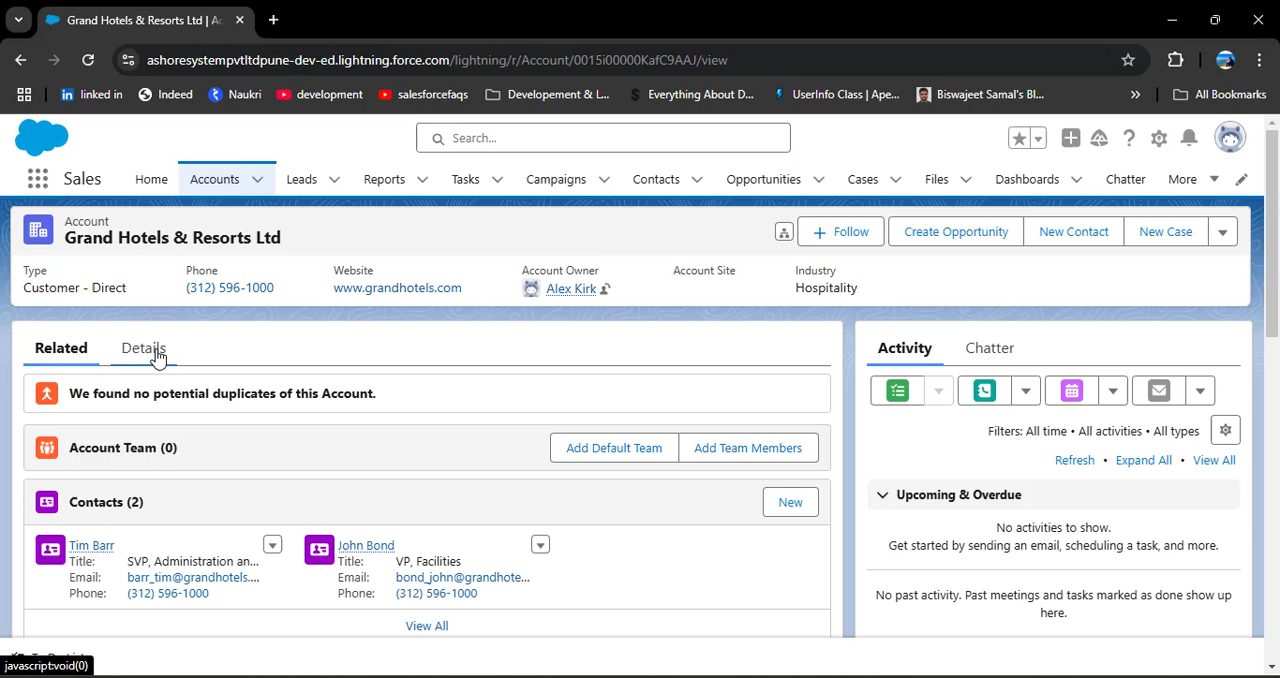 Grand Hotels & Resorts Ltd | Ac
ashoresystempvtltdpune-dev-ed.lightning.force.com/lightning/r/Account/0015i00000KafC9AAJ/view
linked in
Indeed
Naukri
development
salesforcefaqs
Developement & L...
Everything About D...
UserInfo Class | Ape...
Biswajeet Samal's Bl...
»
All Bookmarks
Search...
Sales
Home
Accounts
Leads
Reports
Tasks
Campaigns
Contacts
Opportunities
Cases
Files
Dashboards
Chatter
More
Account
Grand Hotels & Resorts Ltd
+ Follow
Create Opportunity
New Contact
New Case
Type
Phone
Website
Account Owner
Account Site
Industry
Customer - Direct
(312) 596-1000
www.grandhotels.com
Alex Kirk
Hospitality
Related
Details
We found no potential duplicates of this Account.
Account Team (0)
Add Default Team
Add Team Members
Contacts (2)
New
Tim Barr
Title: SVP, Administration an...
Email: barr_tim@grandhotels....
Phone: (312) 596-1000
John Bond
Title: VP, Facilities
Email: bond_john@grandhote...
Phone: (312) 596-1000
View All
Activity
Chatter
Filters: All time • All activities • All types
Refresh • Expand All • View All
Upcoming & Overdue
No activities to show.
Get started by sending an email, scheduling a task, and more.
No past activity. Past meetings and tasks marked as done show up
here.
javascript:void(0)